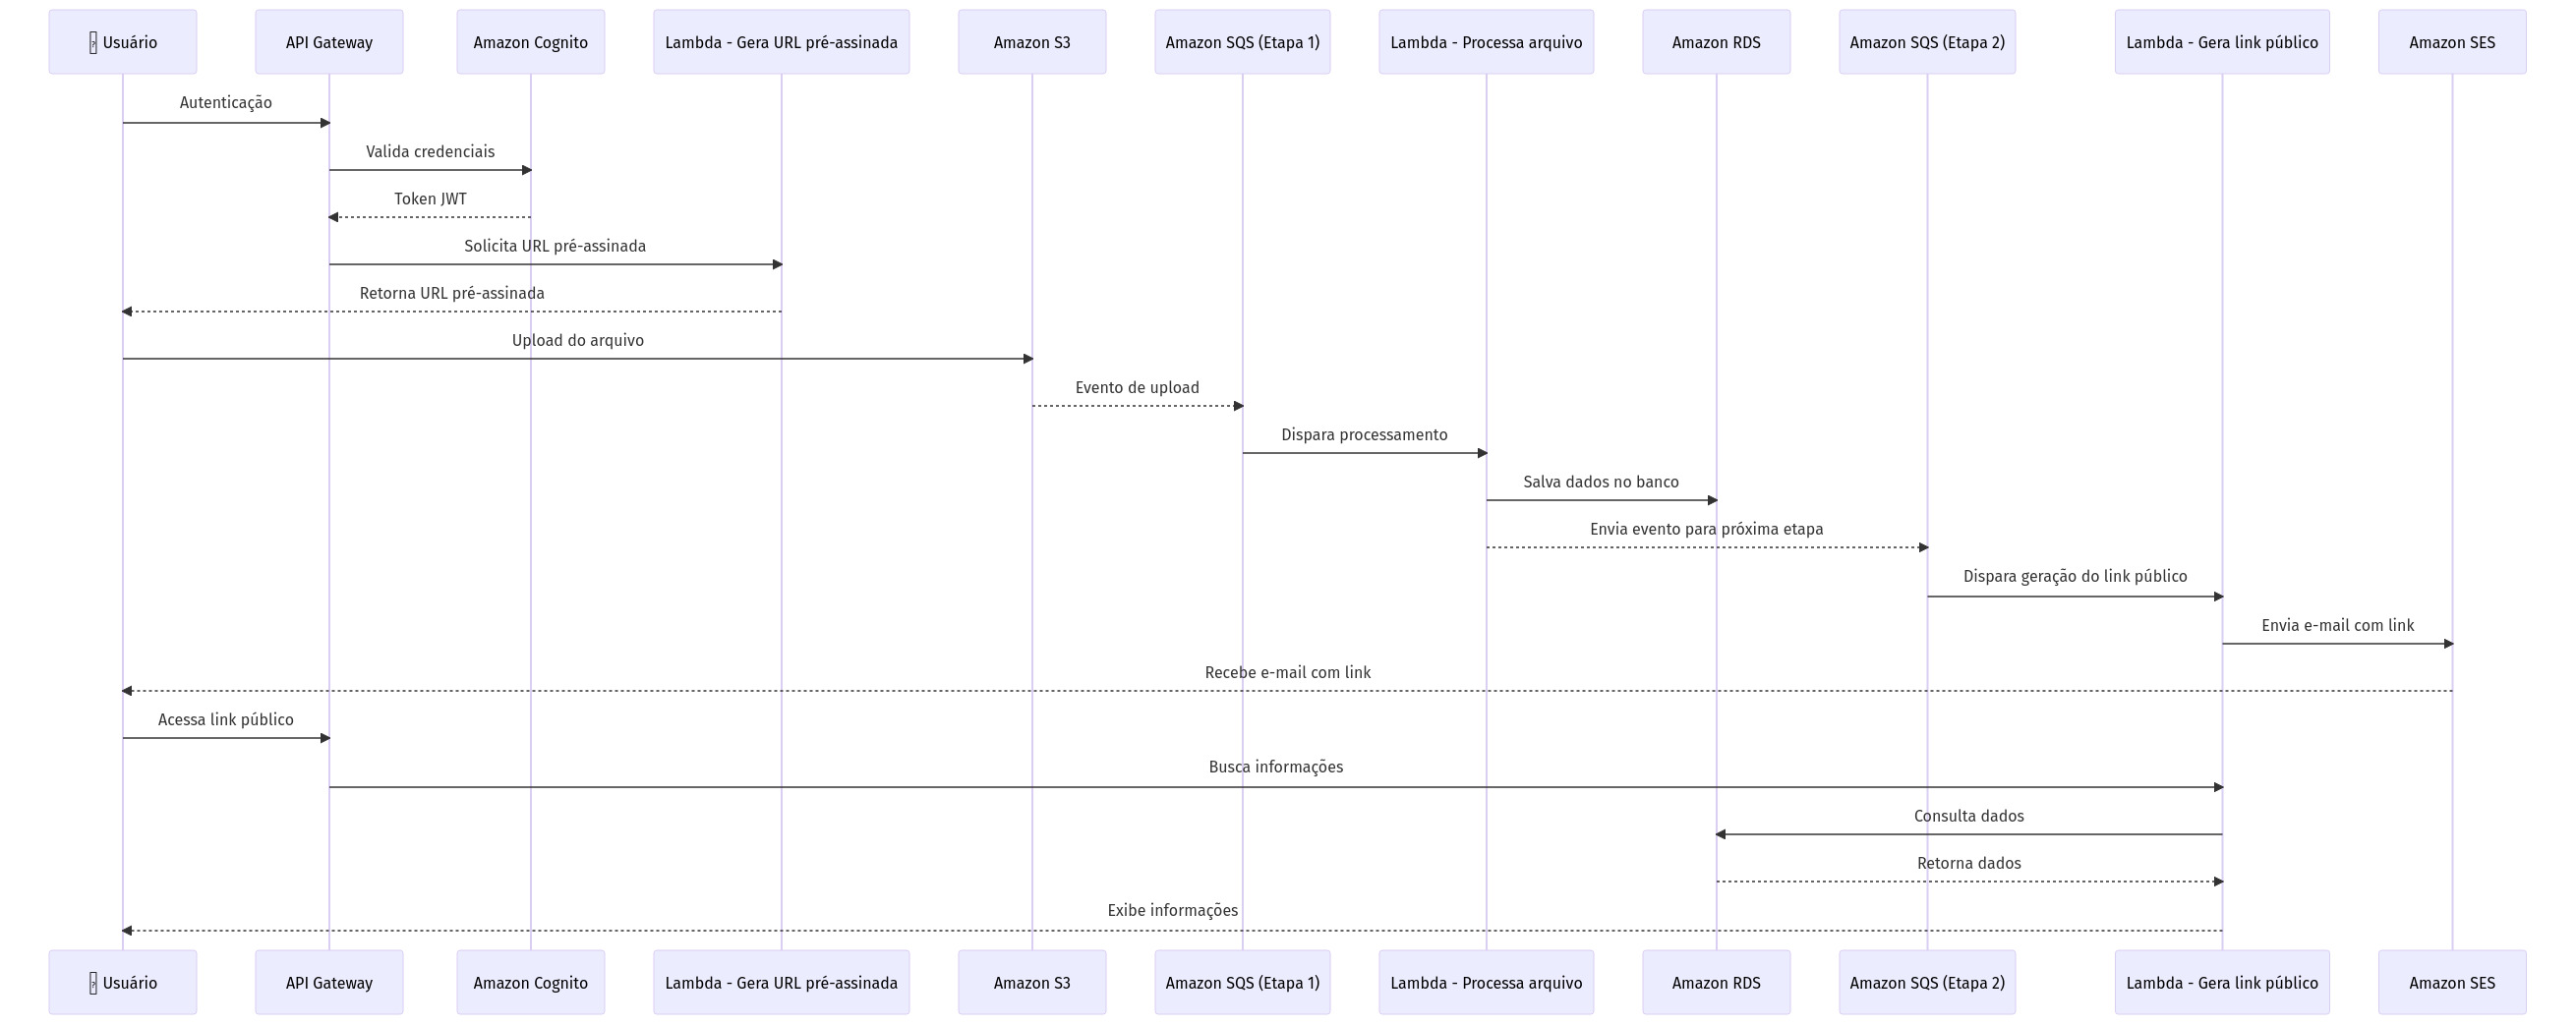 Usuário
API Gateway
Amazon Cognito
Lambda - Gera URL pré-assinada
Amazon S3
Amazon SQS (Etapa 1)
Lambda - Processa arquivo
Amazon RDS
Amazon SQS (Etapa 2)
Lambda - Gera link público
Amazon SES
Autenticação
Valida credenciais
Token JWT
Solicita URL pré-assinada
Retorna URL pré-assinada
Upload do arquivo
Evento de upload
Dispara processamento
Salva dados no banco
Envia evento para próxima etapa
Dispara geração do link público
Envia e-mail com link
Recebe e-mail com link
Acessa link público
Busca informações
Consulta dados
Retorna dados
Exibe informações
Usuário
API Gateway
Amazon Cognito
Lambda - Gera URL pré-assinada
Amazon S3
Amazon SQS (Etapa 1)
Lambda - Processa arquivo
Amazon RDS
Amazon SQS (Etapa 2)
Lambda - Gera link público
Amazon SES